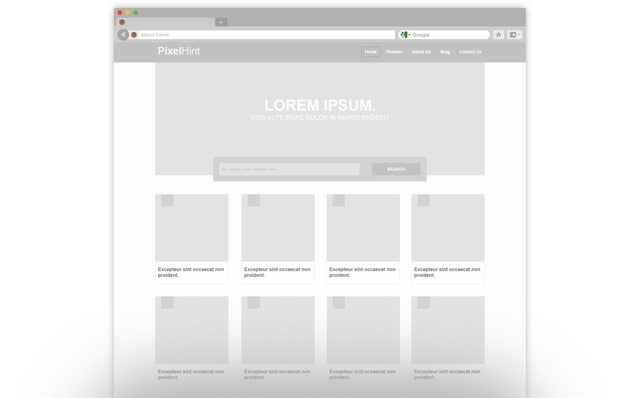 about:home
Google
PixelHint
Home Themes About Us Blog Contact Us
LOREM IPSUM.
DUIS AUTE IRURE DOLOR IN REPREHENDERIT
SEARCH
Excepteur sint occaecat non
proident.
Excepteur sint occaecat non
proident.
Excepteur sint occaecat non
proident.
Excepteur sint occaecat non
proident.
Excepteur sint occaecat non
proident.
Excepteur sint occaecat non
proident.
Excepteur sint occaecat non
proident.
Excepteur sint occaecat non
proident.